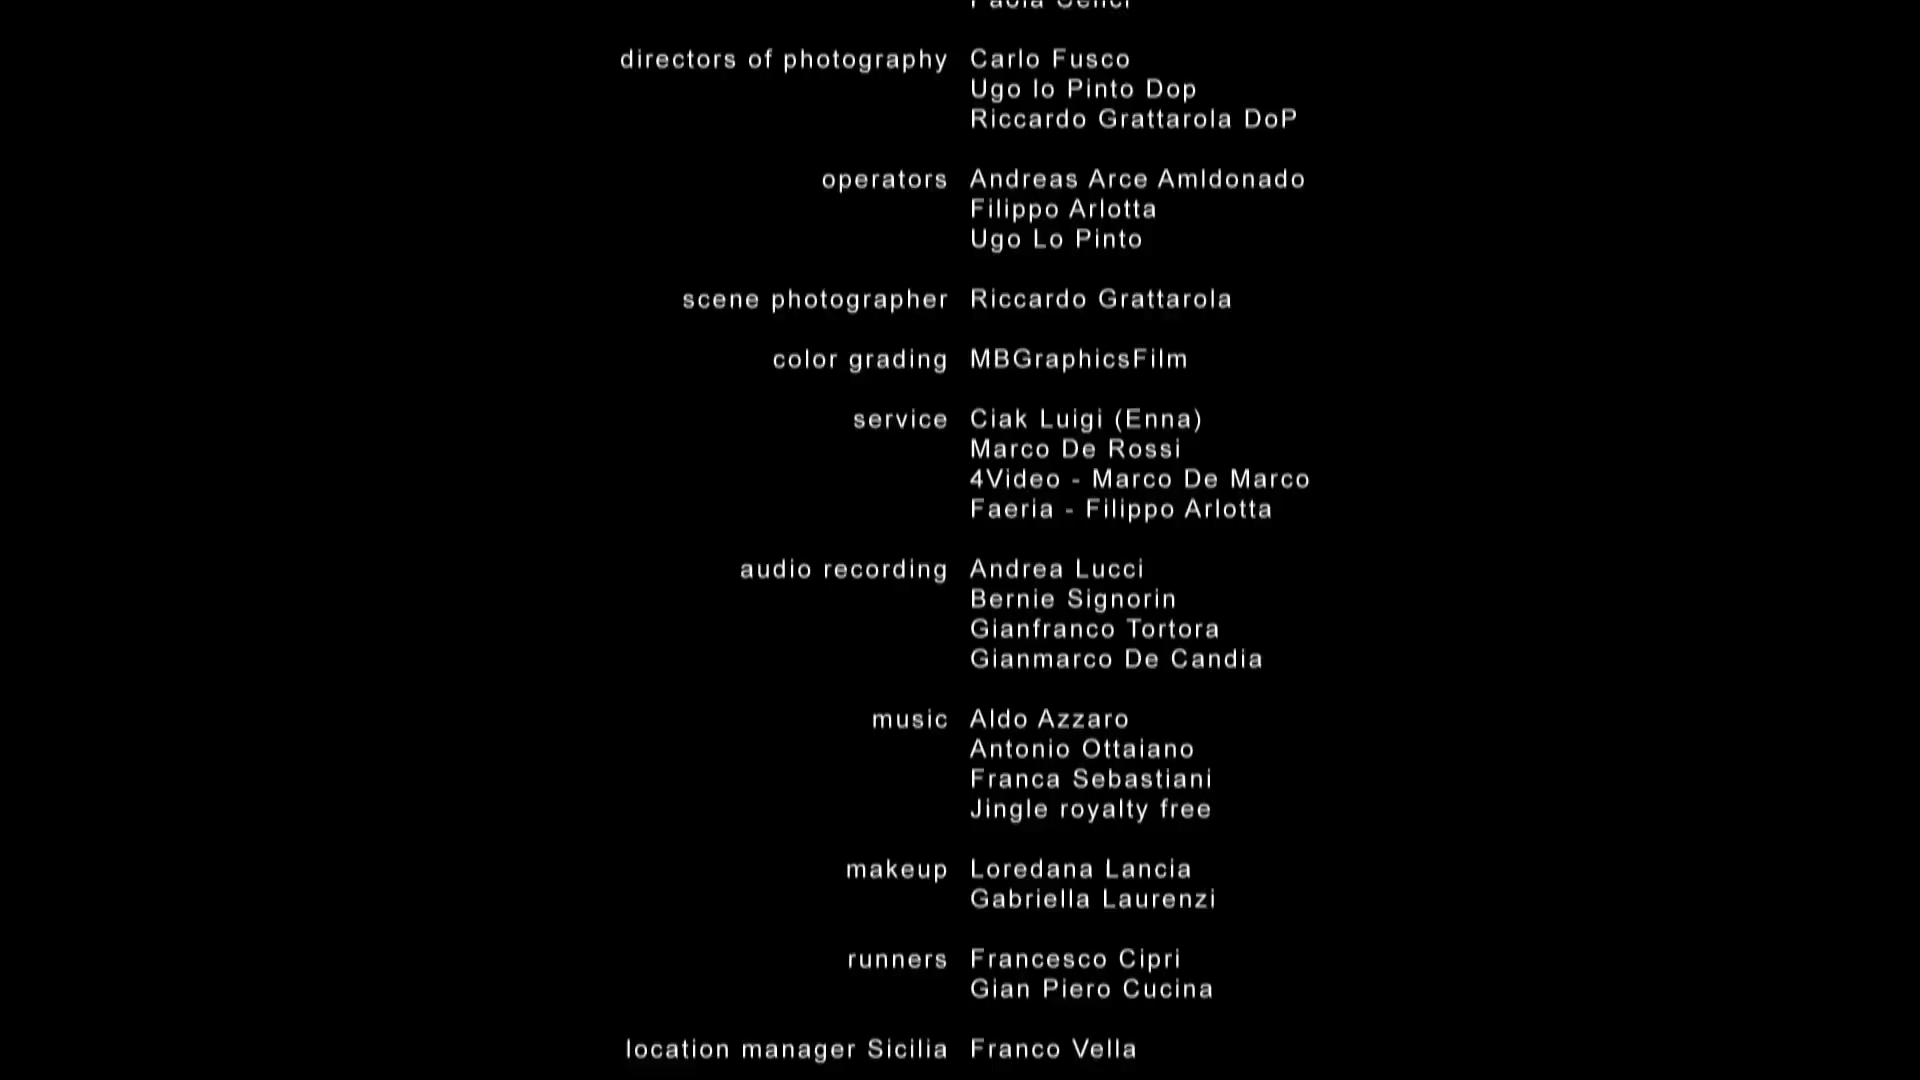 directors of photography Carlo Fusco
Ugo lo Pinto Dop
Riccardo Grattarola DoP
operators Andreas Arce Amldonado
Filippo Arlotta
Ugo Lo Pinto
scene photographer Riccardo Grattarola
color grading MBGraphicsFilm
service Ciak Luigi (Enna)
Marco De Rossi
4Video - Marco De Marco
Faeria - Filippo Arlotta
audio recording Andrea Lucci
Bernie Signorin
Gianfranco Tortora
Gianmarco De Candia
music Aldo Azzaro
Antonio Ottaiano
Franca Sebastiani
Jingle royalty free
makeup Loredana Lancia
Gabriella Laurenzi
runners Francesco Cipri
Gian Piero Cucina
location manager Sicilia Franco Vella